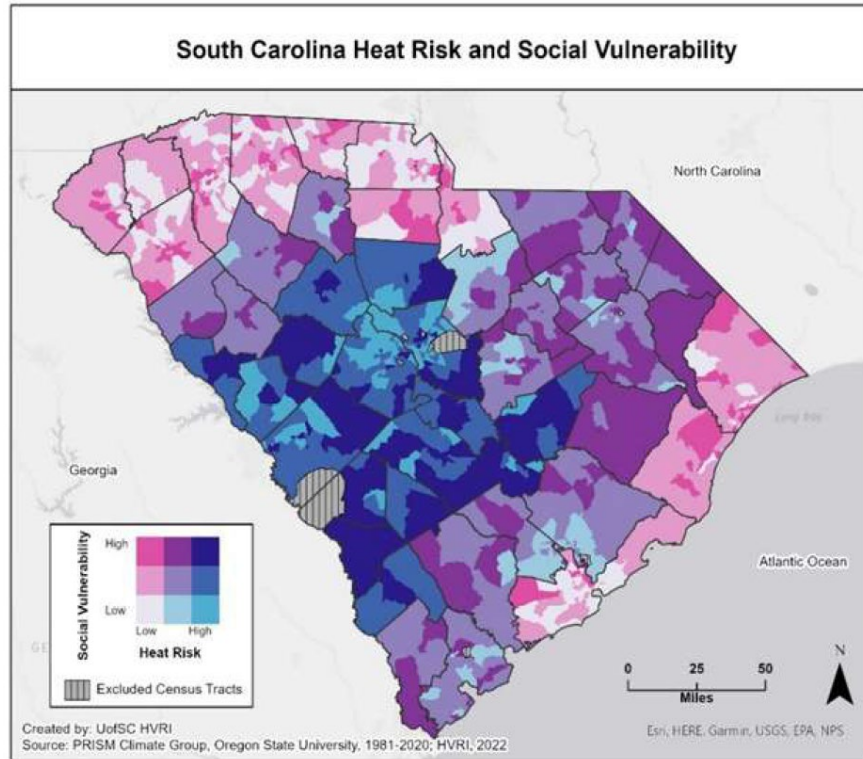 South Carolina Heat Risk and Social Vulnerability
North Carolina
Georgia
Atlantic Ocean
Social Vulnerability
High
Low
Low
High
Heat Risk
Excluded Census Tracts
N
0
25
50
Miles
Created by: UofSC HVRI
Source: PRISM Climate Group, Oregon State University, 1981-2020; HVRI, 2022
Esri, HERE, Garmin, USGS, EPA, NPS